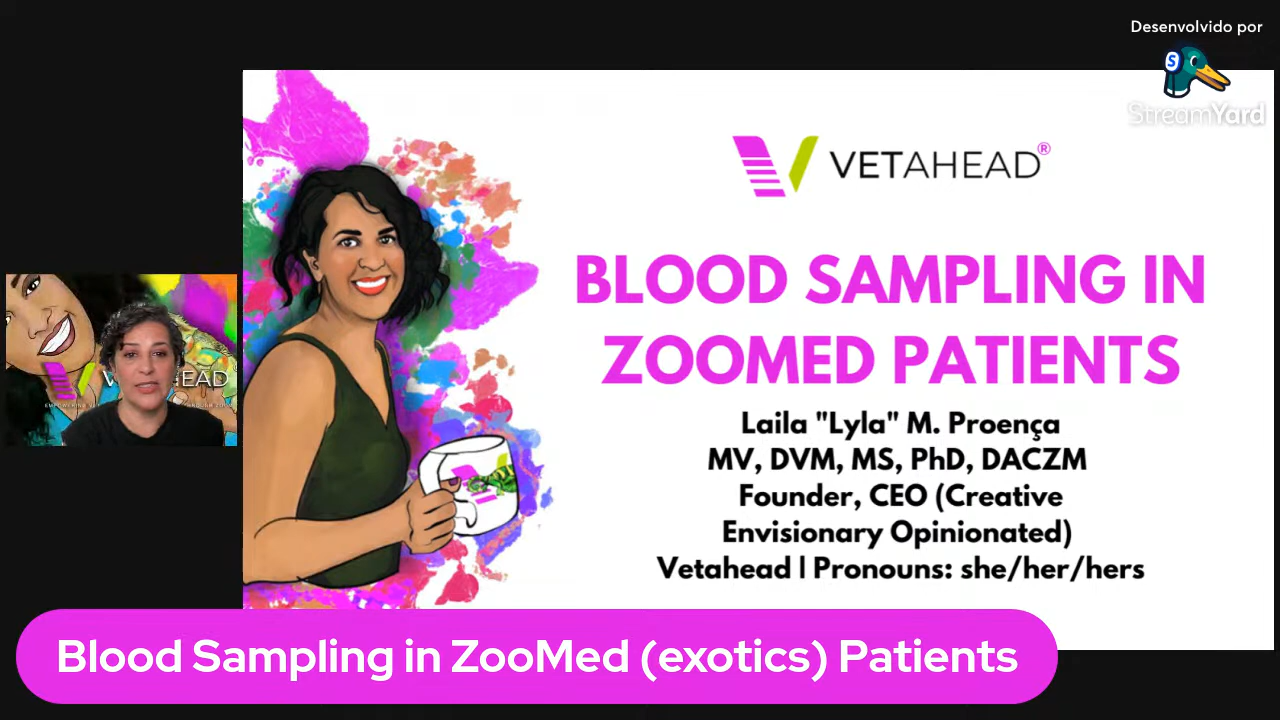 Desenvolvido por
S
StreamYard
VETAHEAD®
BLOOD SAMPLING IN
ZOOMED PATIENTS
Laila "Lyla" M. Proença
MV, DVM, MS, PhD, DACZM
Founder, CEO (Creative
Envisionary Opinionated)
Vetahead | Pronouns: she/her/hers
EAD
Blood Sampling in ZooMed (exotics) Patients